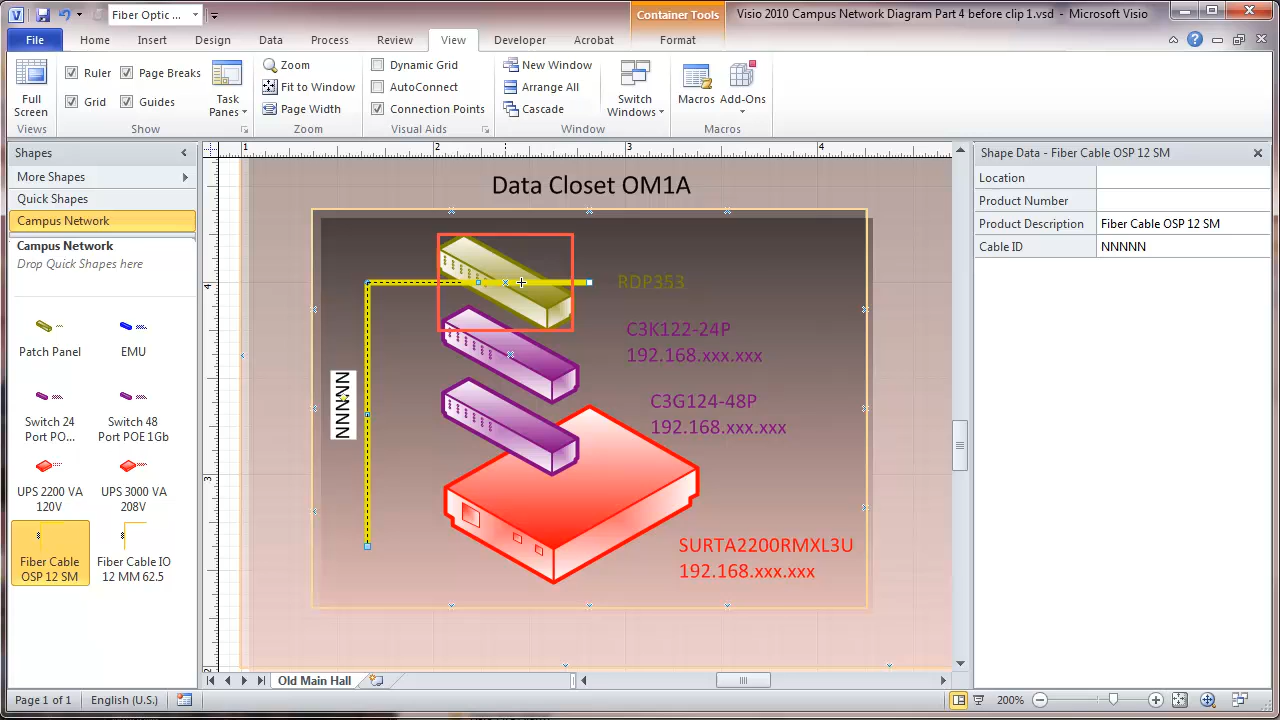 Fiber Optic ...
Container Tools
Visio 2010 Campus Network Diagram Part 4 before clip 1.vsd - Microsoft Visio
File
Home
Insert
Design
Data
Process
Review
View
Developer
Acrobat
Format
Full Screen
Ruler
Page Breaks
Grid
Guides
Task Panes
Zoom
Fit to Window
Page Width
Dynamic Grid
AutoConnect
Connection Points
New Window
Arrange All
Cascade
Switch Windows
Macros
Add-Ons
Views
Show
Zoom
Visual Aids
Window
Macros
Shapes
More Shapes
Quick Shapes
Campus Network
Campus Network
Drop Quick Shapes here
Patch Panel
EMU
Switch 24 Port PO...
Switch 48 Port POE 1Gb
UPS 2200 VA 120V
UPS 3000 VA 208V
Fiber Cable OSP 12 SM
Fiber Cable IO 12 MM 62.5
1
2
3
4
4
3
2
Data Closet OM1A
RDP353
C3K122-24P
192.168.xxx.xxx
C3G124-48P
192.168.xxx.xxx
NNNNN
SURTA2200RMXL3U
192.168.xxx.xxx
Shape Data - Fiber Cable OSP 12 SM
Location
Product Number
Product Description Fiber Cable OSP 12 SM
Cable ID NNNNN
Old Main Hall
Page 1 of 1
English (U.S.)
200%